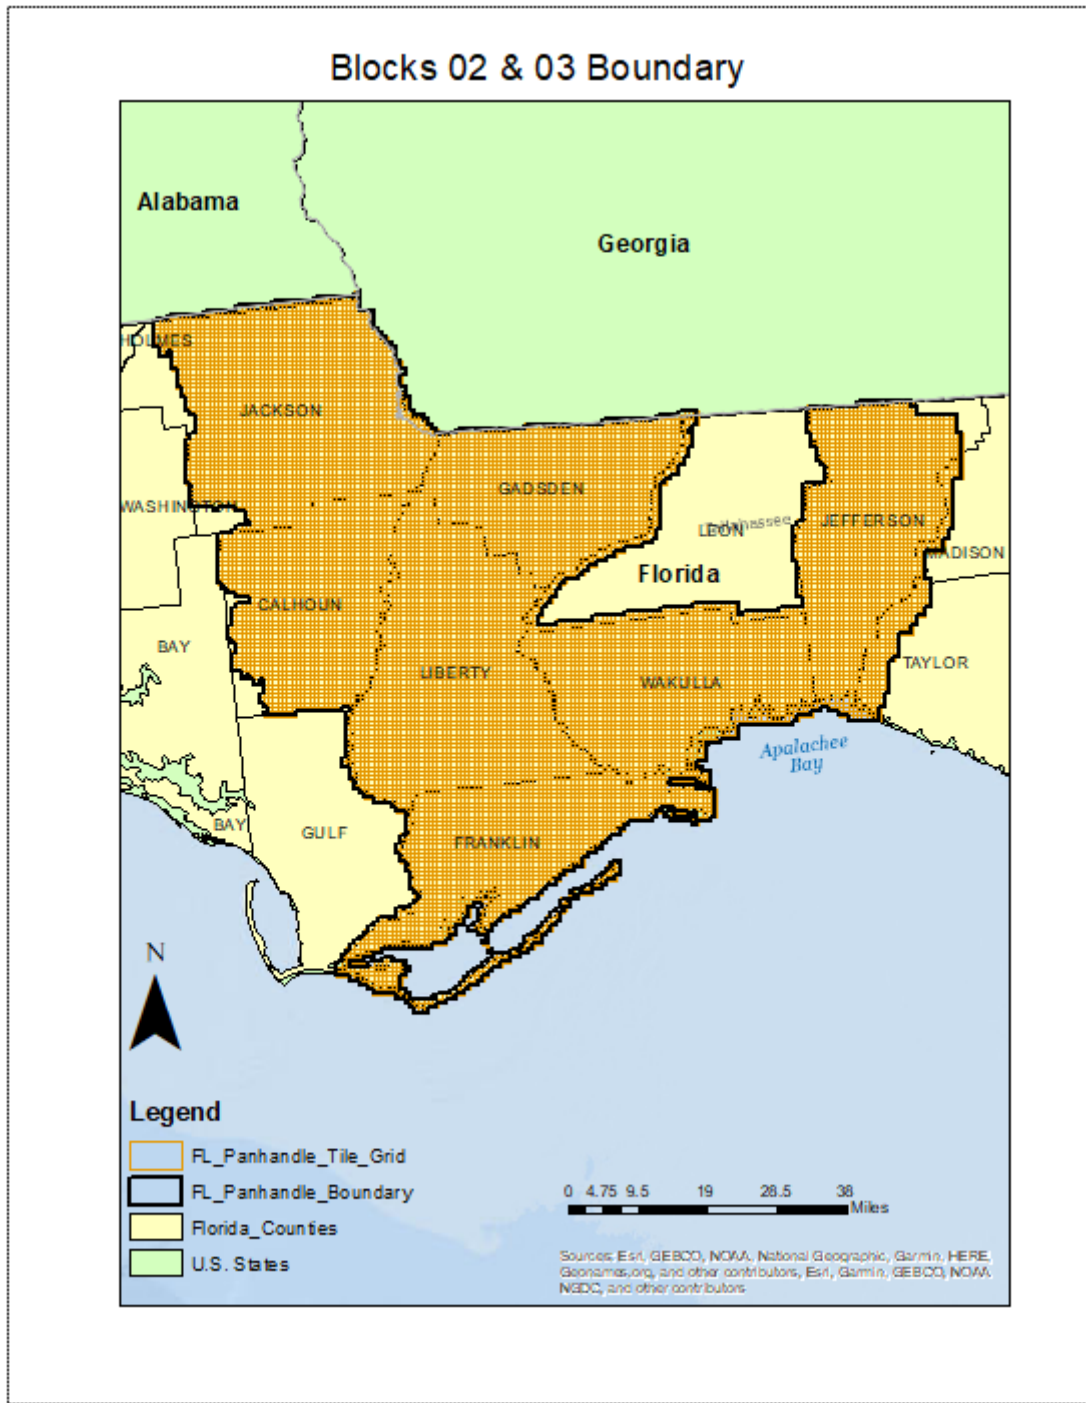 Blocks 02 & 03 Boundary
Alabama
Georgia
HOLMES
JACKSON
GADSDEN
WASHINGTON
JEFFERSON
Tallahassee
LEON
MADISON
Florida
CALHOUN
BAY
LIBERTY
TAYLOR
WAKULLA
Apalachee
Bay
BAY
GULF
FRANKLIN
N
Legend
FL_Panhandle_Tile_Grid
FL_Panhandle_Boundary
Florida_Counties
U.S. States
0 4.75 9.5 19 28.5 38
Miles
Sources: Esri, GEBCO, NOAA, National Geographic, Garmin, HERE,
Geonames.org, and other contributors, Esri, Garmin, GEBCO, NOAA
NGDC, and other contributors